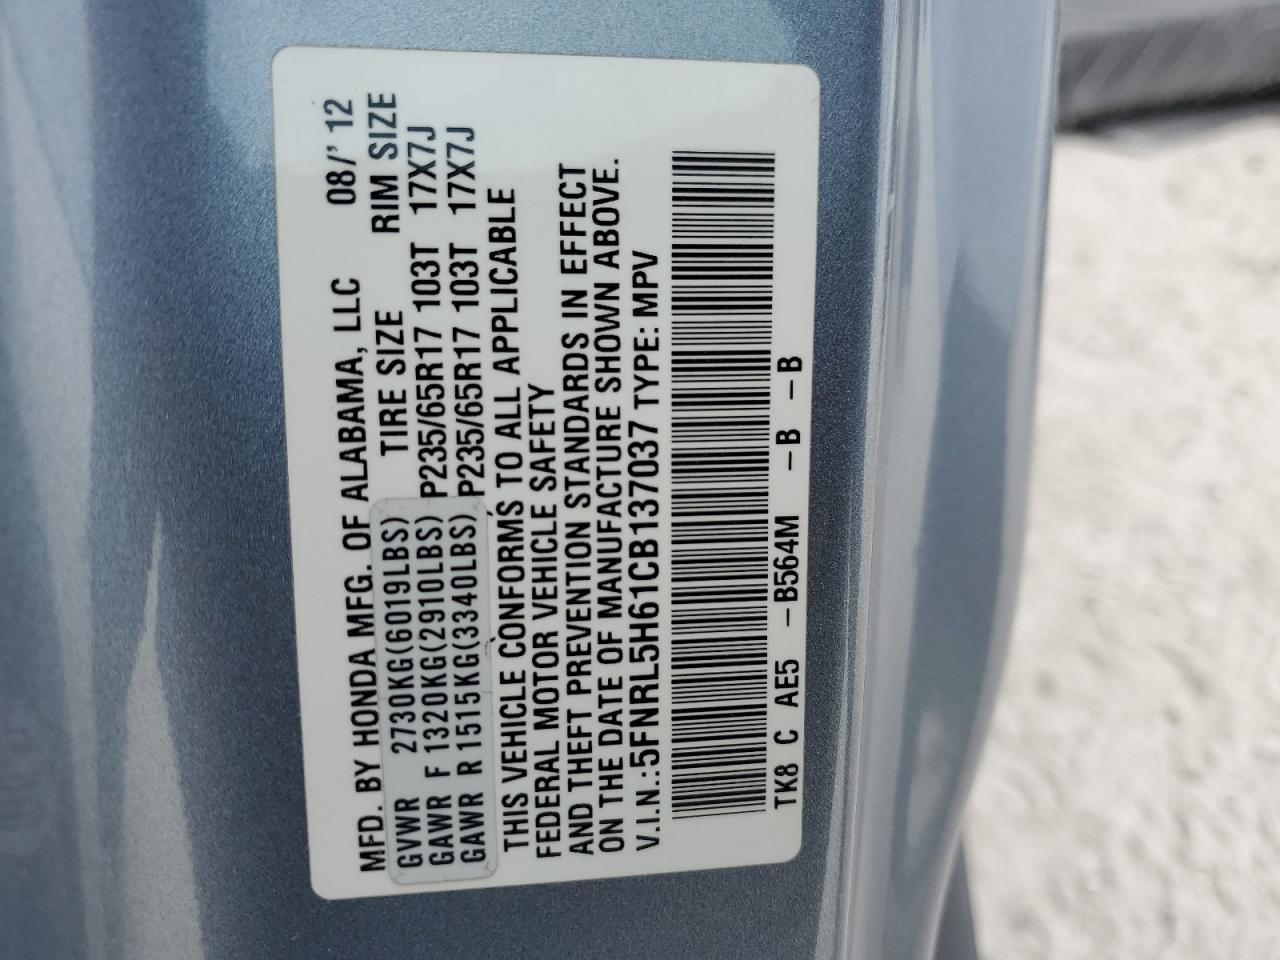 MFD. BY HONDA MFG. OF ALABAMA, LLC 08/'12
GVWR 2730KG(6019LBS) TIRE SIZE RIM SIZE
GAWR F 1320KG(2910LBS) P235/65R17 103T 17X7J
GAWR R 1515KG(3340LBS) P235/65R17 103T 17X7J
THIS VEHICLE CONFORMS TO ALL APPLICABLE
FEDERAL MOTOR VEHICLE SAFETY
AND THEFT PREVENTION STANDARDS IN EFFECT
ON THE DATE OF MANUFACTURE SHOWN ABOVE.
V.I.N.:5FNRL5H61CB137037 TYPE: MPV
TK8 C AE5 -B564M -B -B